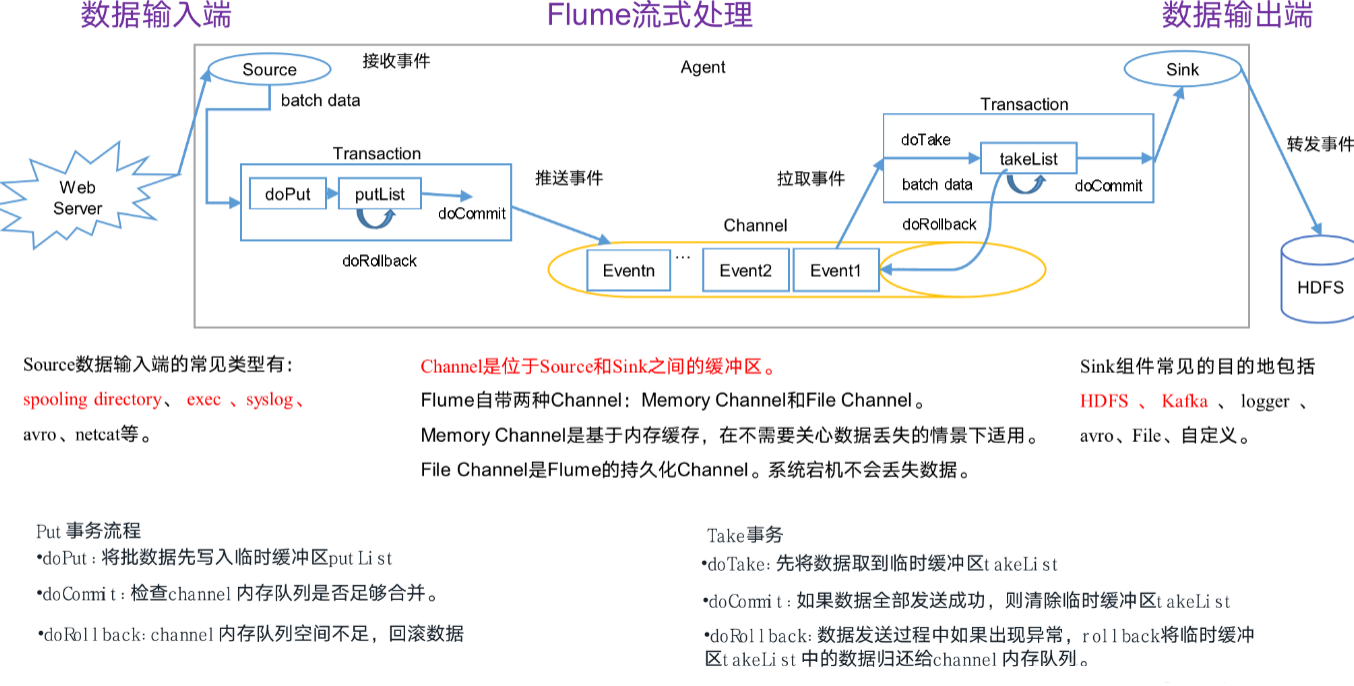 数据输入端
Flume流式处理
数据输出端
Source
接收事件
Agent
Sink
batch data
Transaction
doPut
putList
doCommit
doRollback
Web
Server
推送事件
拉取事件
Transaction
doTake
takeList
batch data
doCommit
doRollback
转发事件
Channel
Eventn
...
Event2
Event1
HDFS
Source数据输入端的常见类型有：
spooling directory、 exec 、syslog、
avro、netcat等。
Channel是位于Source和Sink之间的缓冲区。
Flume自带两种Channel：Memory Channel和File Channel。
Memory Channel是基于内存缓存，在不需要关心数据丢失的情景下适用。
File Channel是Flume的持久化Channel。系统宕机不会丢失数据。
Sink组件常见的目的地包括
HDFS 、 Kafka 、 logger 、
avro、File、自定义。
Put 事务流程
•doPut：将批数据先写入临时缓冲区putList
•doCommit：检查channel 内存队列是否足够合并。
•doRollback：channel 内存队列空间不足，回滚数据
Take事务
•doTake：先将数据取到临时缓冲区takeList
•doCommit：如果数据全部发送成功，则清除临时缓冲区takeList
•doRollback：数据发送过程中如果出现异常，rollback将临时缓冲
区takeList 中的数据归还给channel 内存队列。